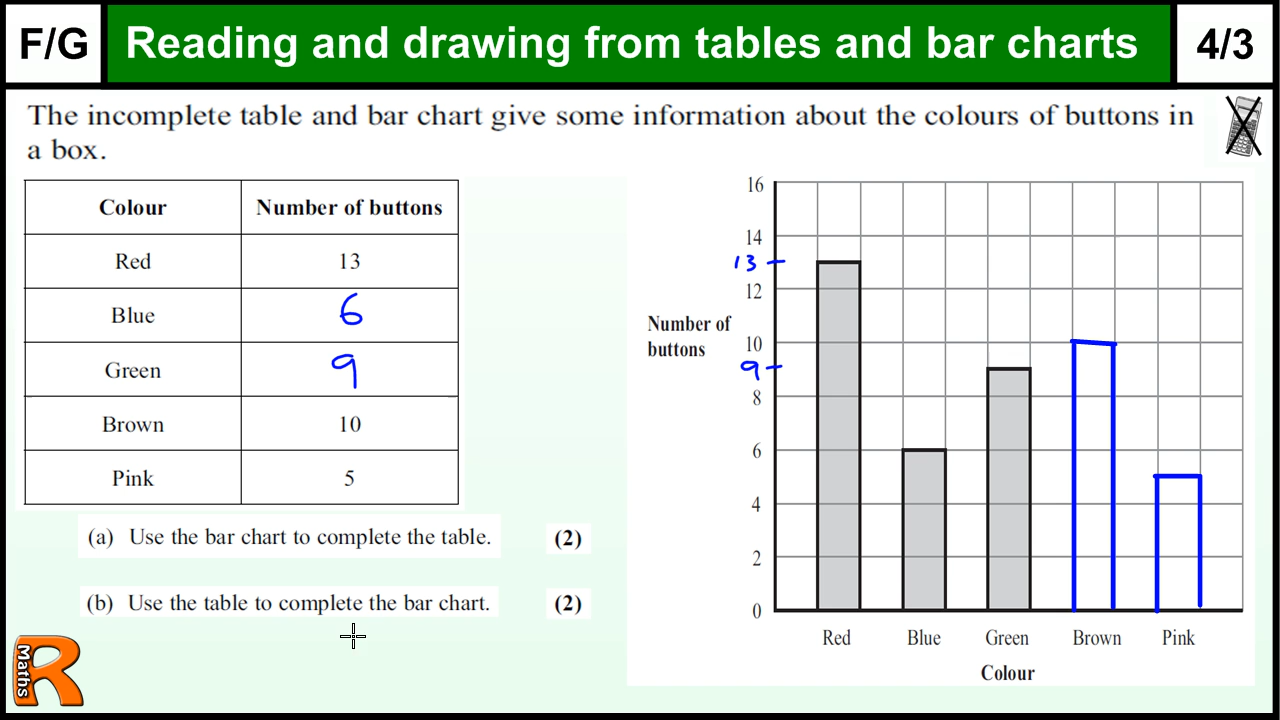 F/G Reading and drawing from tables and bar charts 4/3
The incomplete table and bar chart give some information about the colours of buttons in
a box.
Colour Number of buttons
Red 13
Blue 6
Green 9
Brown 10
Pink 5
(a) Use the bar chart to complete the table. (2)
(b) Use the table to complete the bar chart. (2)
16
14
13
12
Number of
buttons
10
9
8
6
4
2
0
Red Blue Green Brown Pink
Colour
R Maths